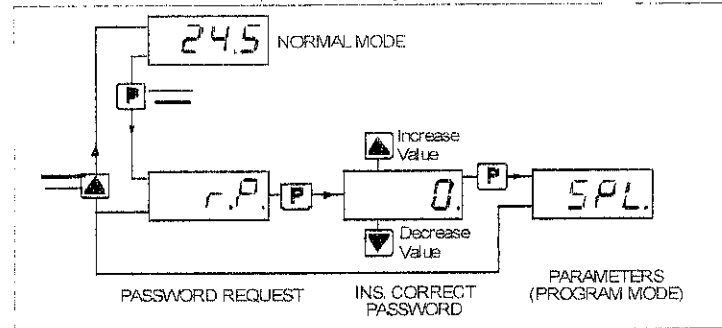 24.5 NORMAL MODE
P
Increase
Value
r.P. P 0. P SPL.
Decrease
Value
PASSWORD REQUEST
INS. CORRECT
PASSWORD
PARAMETERS
(PROGRAM MODE)